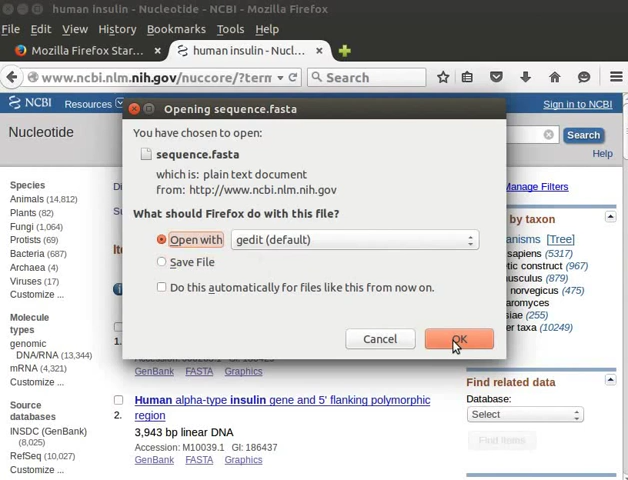 human insulin - Nucleotide - NCBI - Mozilla Firefox
File Edit View History Bookmarks Tools Help
Mozilla Firefox Star... × human insulin - Nucl... ×
www.ncbi.nlm.nih.gov/nuccore/?term Search
NCBI Resources Sign in to NCBI
Nucleotide Search
Help
Opening sequence.fasta
You have chosen to open:
sequence.fasta
which is: plain text document
from: http://www.ncbi.nlm.nih.gov
What should Firefox do with this file?
Open with gedit (default)
Save File
Do this automatically for files like this from now on.
Cancel OK
Species
Animals (14,812)
Plants (82)
Fungi (1,064)
Protists (69)
Bacteria (687)
Archaea (4)
Viruses (17)
Customize ...
Molecule
types
genomic
DNA/RNA (13,344)
mRNA (4,321)
Customize ...
Source
databases
INSDC (GenBank)
(8,025)
RefSeq (10,027)
Customize ...
1.
GenBank FASTA Graphics
Human alpha-type insulin gene and 5' flanking polymorphic
2. region
3,943 bp linear DNA
Accession: M10039.1 GI: 186437
GenBank FASTA Graphics
Manage Filters
by taxon
anisms [Tree]
sapiens (5317)
etic construct (967)
musculus (879)
norvegicus (475)
aromyces
siae (255)
er taxa (10249)
Find related data
Database:
Select
Find items